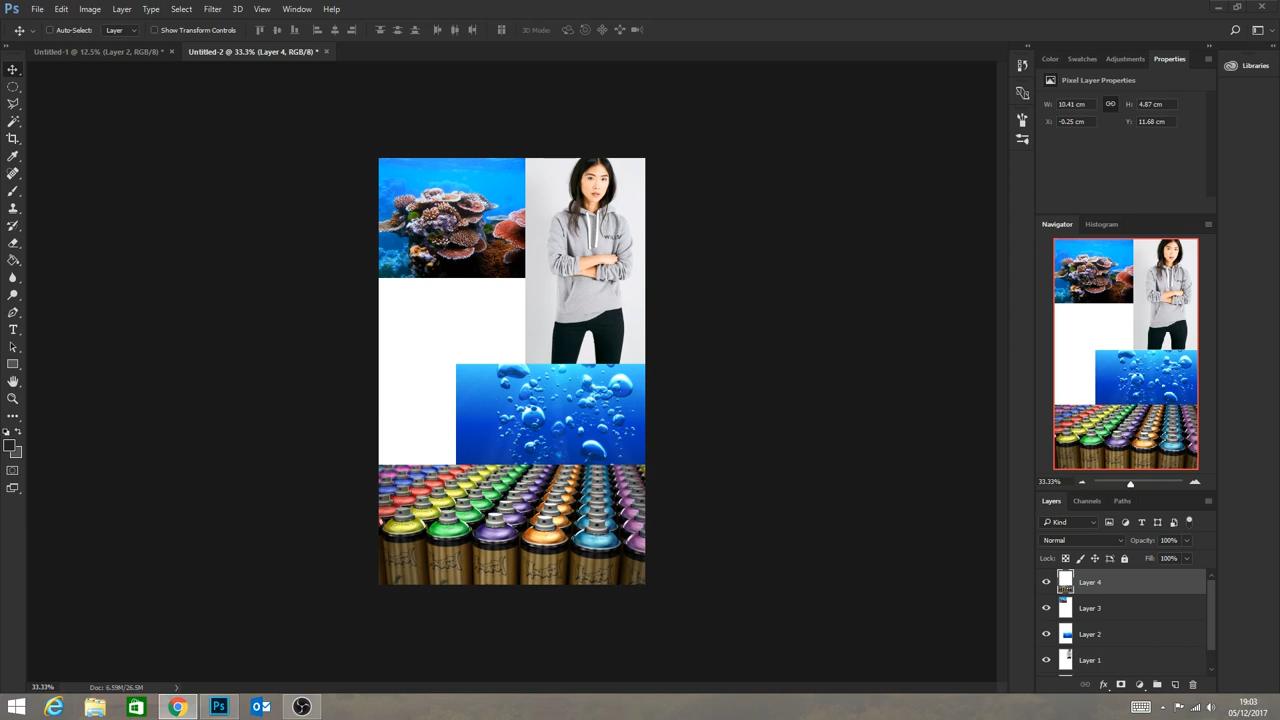 Ps File Edit Image Layer Type Select Filter 3D View Window Help
Auto-Select: Layer Show Transform Controls 3D Mode:
Untitled-1 @ 12.5% (Layer 2, RGB/8) * × Untitled-2 @ 33.3% (Layer 4, RGB/8) * ×
Color Swatches Adjustments Properties
Libraries
Pixel Layer Properties
W: 10.41 cm H: 4.87 cm
X: -0.25 cm Y: 11.68 cm
Navigator Histogram
33.33%
Layers Channels Paths
Kind
Normal Opacity: 100%
Lock: Fill: 100%
Layer 4
Layer 3
Layer 2
Layer 1
33.33% Doc: 6.59M/26.5M
19:03
05/12/2017